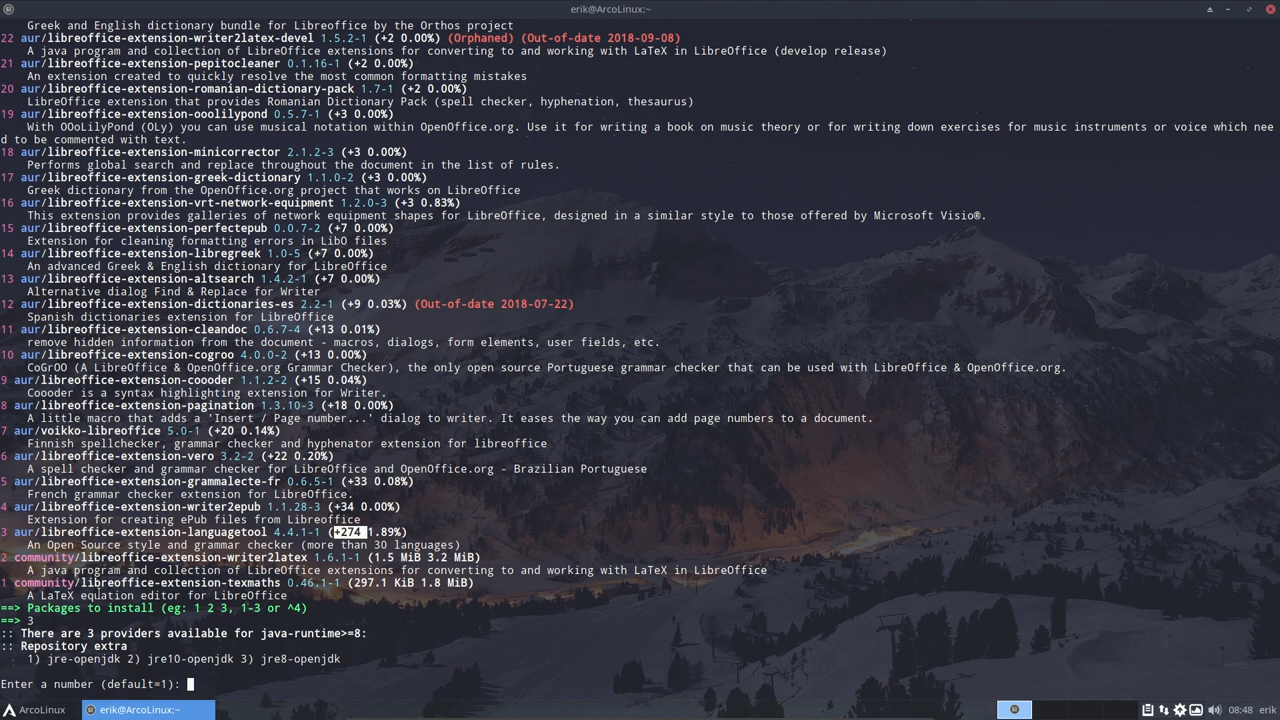 erik@ArcoLinux:~
Greek and English dictionary bundle for Libreoffice by the Orthos project
22 aur/libreoffice-extension-writer2latex-devel 1.5.2-1 (+2 0.00%) (Orphaned) (Out-of-date 2018-09-08)
A java program and collection of LibreOffice extensions for converting to and working with LaTeX in LibreOffice (develop release)
21 aur/libreoffice-extension-pepitocleaner 0.1.16-1 (+2 0.00%)
An extension created to quickly resolve the most common formatting mistakes
20 aur/libreoffice-extension-romanian-dictionary-pack 1.7-1 (+2 0.00%)
LibreOffice extension that provides Romanian Dictionary Pack (spell checker, hyphenation, thesaurus)
19 aur/libreoffice-extension-ooolilypond 0.5.7-1 (+3 0.00%)
With OOoLilyPond (OLy) you can use musical notation within OpenOffice.org. Use it for writing a book on music theory or for writing down exercises for music instruments or voice which nee
d to be commented with text.
18 aur/libreoffice-extension-minicorrector 2.1.2-3 (+3 0.00%)
Performs global search and replace throughout the document in the list of rules.
17 aur/libreoffice-extension-greek-dictionary 1.1.0-2 (+3 0.00%)
Greek dictionary from the OpenOffice.org project that works on LibreOffice
16 aur/libreoffice-extension-vrt-network-equipment 1.2.0-3 (+3 0.83%)
This extension provides galleries of network equipment shapes for LibreOffice, designed in a similar style to those offered by Microsoft Visio®.
15 aur/libreoffice-extension-perfectepub 0.0.7-2 (+7 0.00%)
Extension for cleaning formatting errors in LibO files
14 aur/libreoffice-extension-libregreek 1.0-5 (+7 0.00%)
An advanced Greek & English dictionary for LibreOffice
13 aur/libreoffice-extension-altsearch 1.4.2-1 (+7 0.00%)
Alternative dialog Find & Replace for Writer
12 aur/libreoffice-extension-dictionaries-es 2.2-1 (+9 0.03%) (Out-of-date 2018-07-22)
Spanish dictionaries extension for LibreOffice
11 aur/libreoffice-extension-cleandoc 0.6.7-4 (+13 0.01%)
remove hidden information from the document - macros, dialogs, form elements, user fields, etc.
10 aur/libreoffice-extension-cogroo 4.0.0-2 (+13 0.00%)
CoGrOO (A LibreOffice & OpenOffice.org Grammar Checker), the only open source Portuguese grammar checker that can be used with LibreOffice & OpenOffice.org.
9 aur/libreoffice-extension-coooder 1.1.2-2 (+15 0.04%)
Coooder is a syntax highlighting extension for Writer.
8 aur/libreoffice-extension-pagination 1.3.10-3 (+18 0.00%)
A little macro that adds a 'Insert / Page number...' dialog to writer. It eases the way you can add page numbers to a document.
7 aur/voikko-libreoffice 5.0-1 (+20 0.14%)
Finnish spellchecker, grammar checker and hyphenator extension for libreoffice
6 aur/libreoffice-extension-vero 3.2-2 (+22 0.20%)
A spell checker and grammar checker for LibreOffice and OpenOffice.org - Brazilian Portuguese
5 aur/libreoffice-extension-grammalecte-fr 0.6.5-1 (+33 0.08%)
French grammar checker extension for LibreOffice.
4 aur/libreoffice-extension-writer2epub 1.1.28-3 (+34 0.00%)
Extension for creating ePub files from Libreoffice
3 aur/libreoffice-extension-languagetool 4.4.1-1 (+274 1.89%)
An Open Source style and grammar checker (more than 30 languages)
2 community/libreoffice-extension-writer2latex 1.6.1-1 (1.5 MiB 3.2 MiB)
A java program and collection of LibreOffice extensions for converting to and working with LaTeX in LibreOffice
1 community/libreoffice-extension-texmaths 0.46.1-1 (297.1 KiB 1.8 MiB)
A LaTeX equation editor for LibreOffice
==> Packages to install (eg: 1 2 3, 1-3 or ^4)
==> 3
:: There are 3 providers available for java-runtime>=8:
:: Repository extra
1) jre-openjdk 2) jre10-openjdk 3) jre8-openjdk
Enter a number (default=1):
ArcoLinux
erik@ArcoLinux:~
08:48
erik